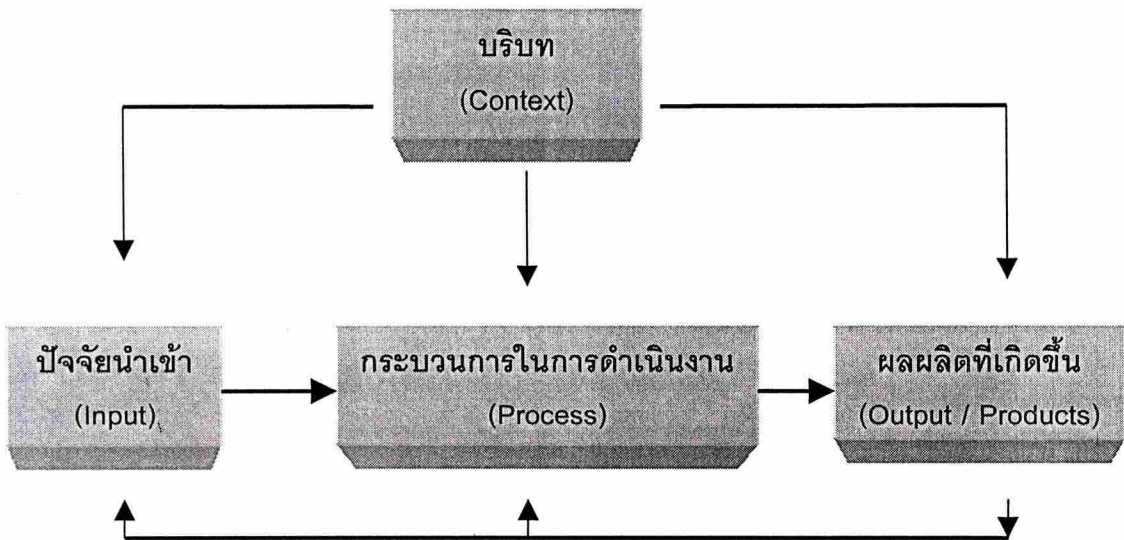 บริบท
(Context)
ปัจจัยนำเข้า
(Input)
กระบวนการในการดำเนินงาน
(Process)
ผลผลิตที่เกิดขึ้น
(Output / Products)